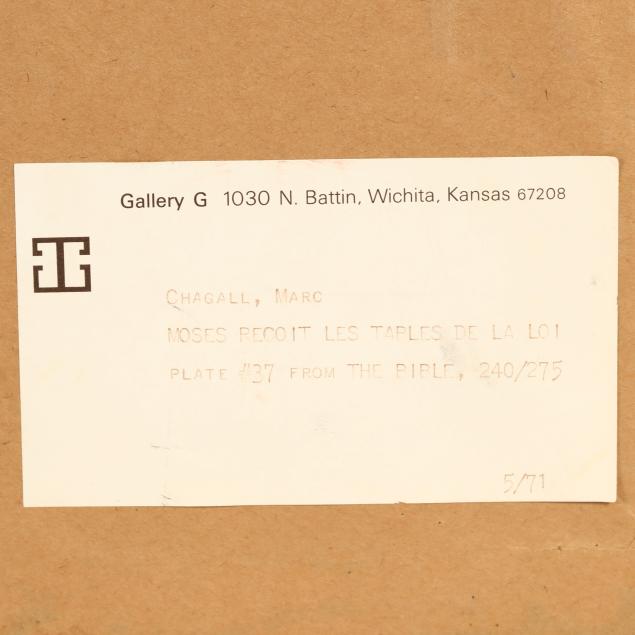 Gallery G 1030 N. Battin, Wichita, Kansas 67208
CHAGALL, MARC
MOSES RECOIT LES TABLES DE LA LOI
PLATE #37 FROM THE BIBLE, 240/275
5/71